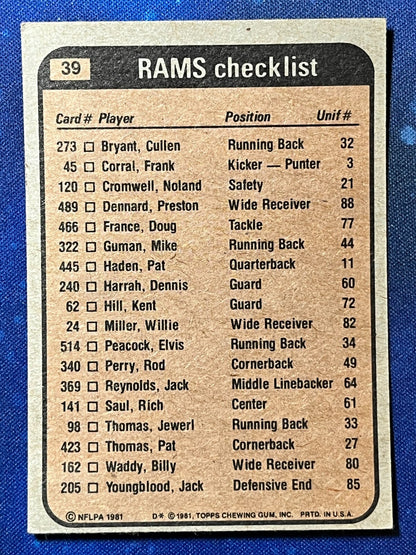 39 RAMS checklist
Card # Player Position Unif #
273 □ Bryant, Cullen Running Back 32
45 □ Corral, Frank Kicker — Punter 3
120 □ Cromwell, Noland Safety 21
489 □ Dennard, Preston Wide Receiver 88
466 □ France, Doug Tackle 77
322 □ Guman, Mike Running Back 44
445 □ Haden, Pat Quarterback 11
240 □ Harrah, Dennis Guard 60
62 □ Hill, Kent Guard 72
24 □ Miller, Willie Wide Receiver 82
514 □ Peacock, Elvis Running Back 34
340 □ Perry, Rod Cornerback 49
369 □ Reynolds, Jack Middle Linebacker 64
141 □ Saul, Rich Center 61
98 □ Thomas, Jewerl Running Back 33
423 □ Thomas, Pat Cornerback 27
162 □ Waddy, Billy Wide Receiver 80
205 □ Youngblood, Jack Defensive End 85
© NFLPA 1981 D* © 1981, TOPPS CHEWING GUM, INC. PRTD. IN U.S.A.